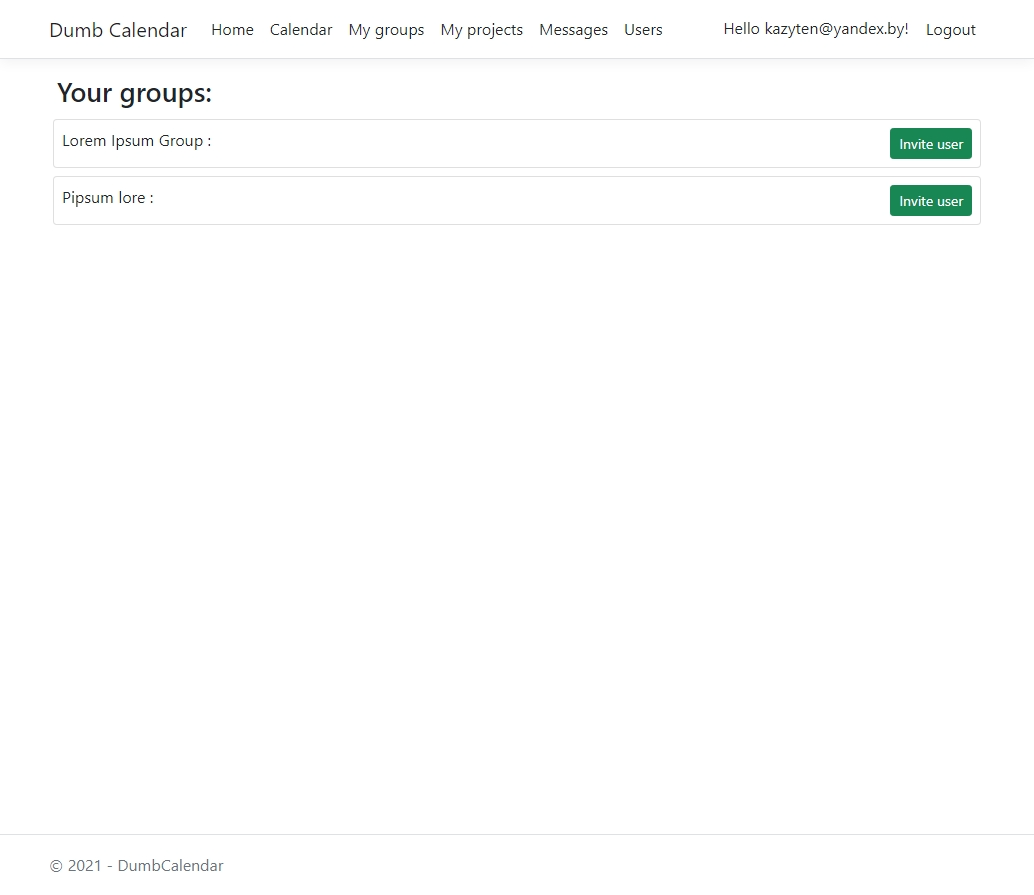 Dumb Calendar Home Calendar My groups My projects Messages Users Hello kazyten@yandex.by! Logout
Your groups:
Lorem Ipsum Group : Invite user
Pipsum lore : Invite user
© 2021 - DumbCalendar